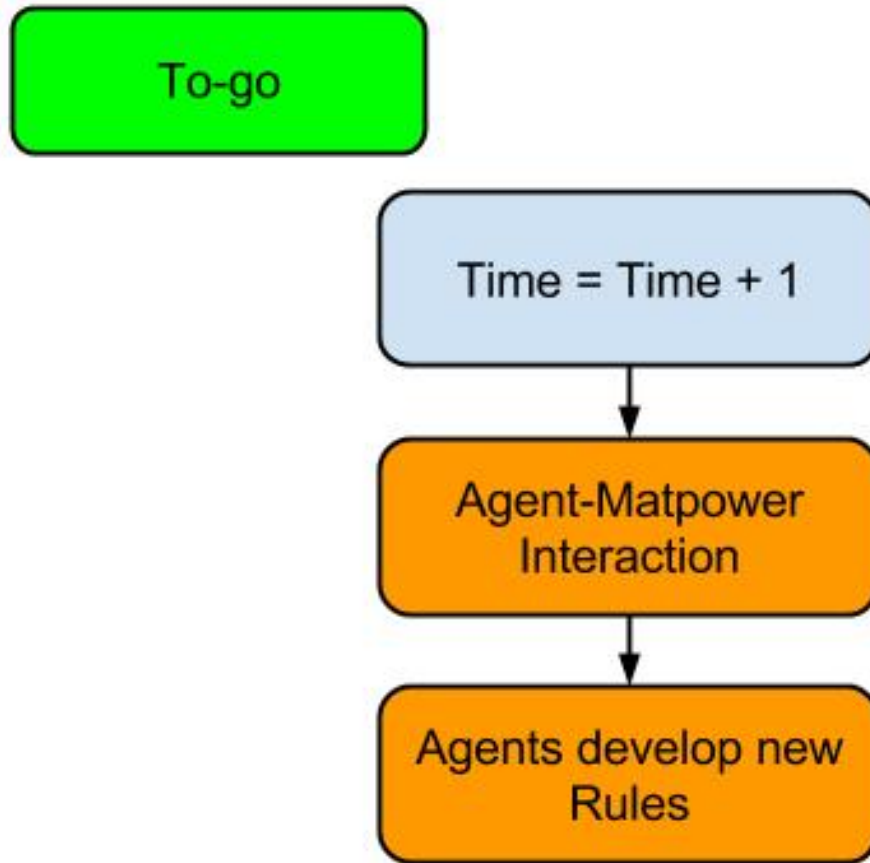 To-go
Time = Time + 1
Agent-Matpower
Interaction
Agents develop new
Rules